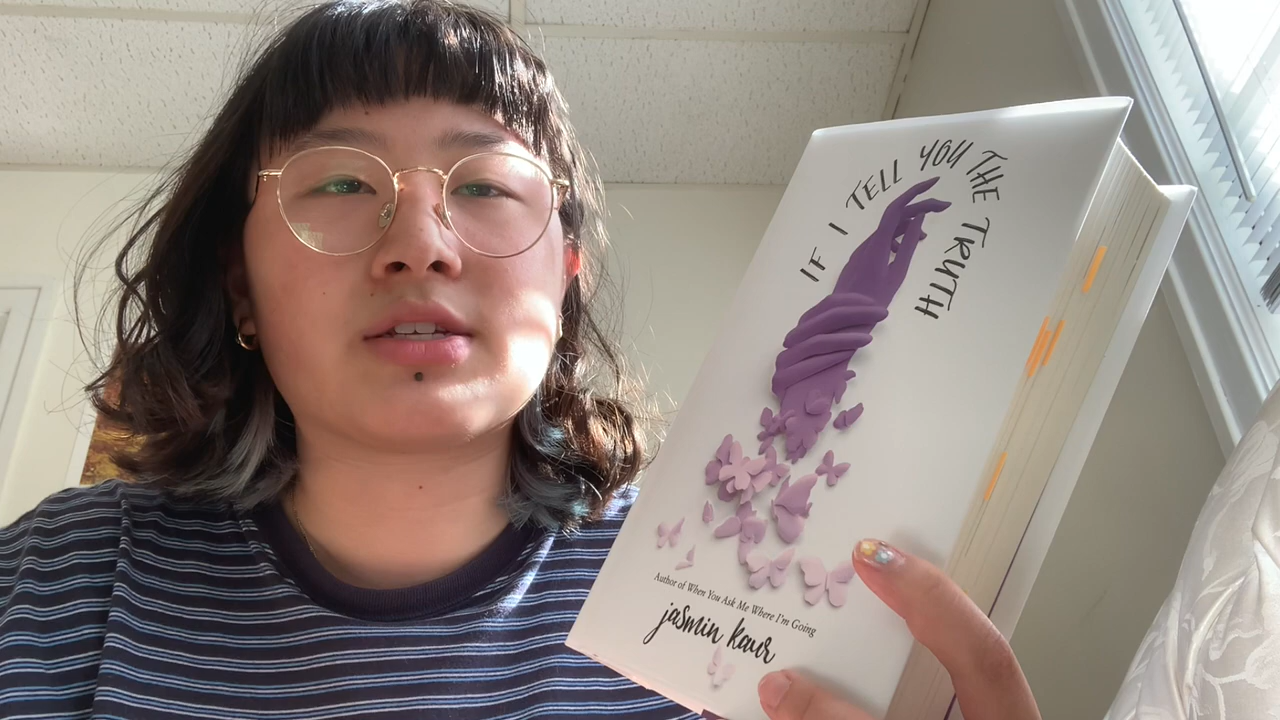 IF I TELL YOU THE TRUTH
Author of When You Ask Me Where I'm Going
jasmin kaur